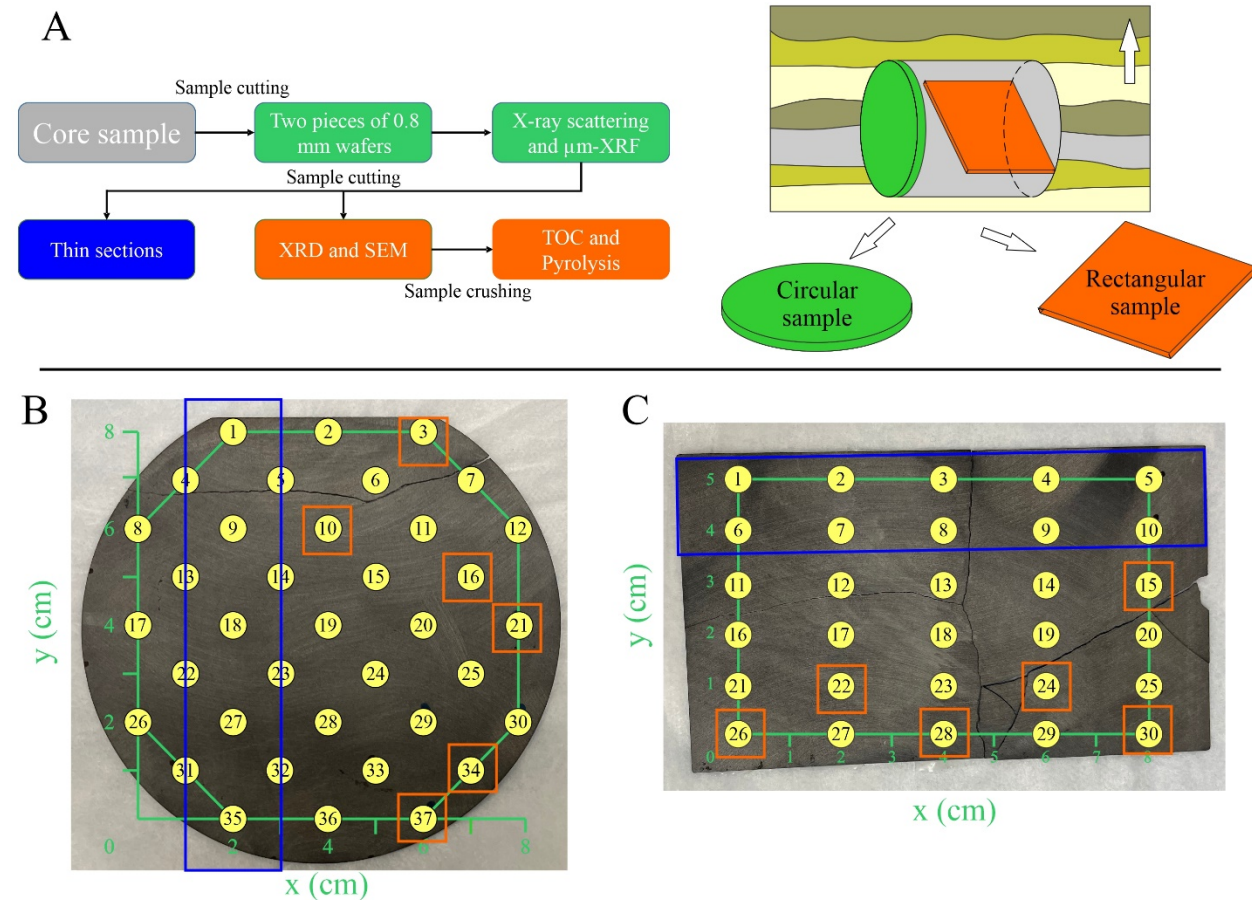 A
Sample cutting
Core sample
Two pieces of 0.8
mm wafers
X-ray scattering
and µm-XRF
Sample cutting
Thin sections
XRD and SEM
TOC and
Pyrolysis
Sample crushing
Circular
sample
Rectangular
sample
B
8
1 2 3
4 5 6 7
6
8 9 10 11 12
13 14 15 16
4
17 18 19 20 21
22 23 24 25
2
26 27 28 29 30
31 32 33 34
35 36 37
0 2 4 6 8
y (cm)
x (cm)
C
5
1 2 3 4 5
4
6 7 8 9 10
3
11 12 13 14 15
2
16 17 18 19 20
1
21 22 23 24 25
26 27 28 29 30
0 1 2 4 5 6 8
y (cm)
x (cm)